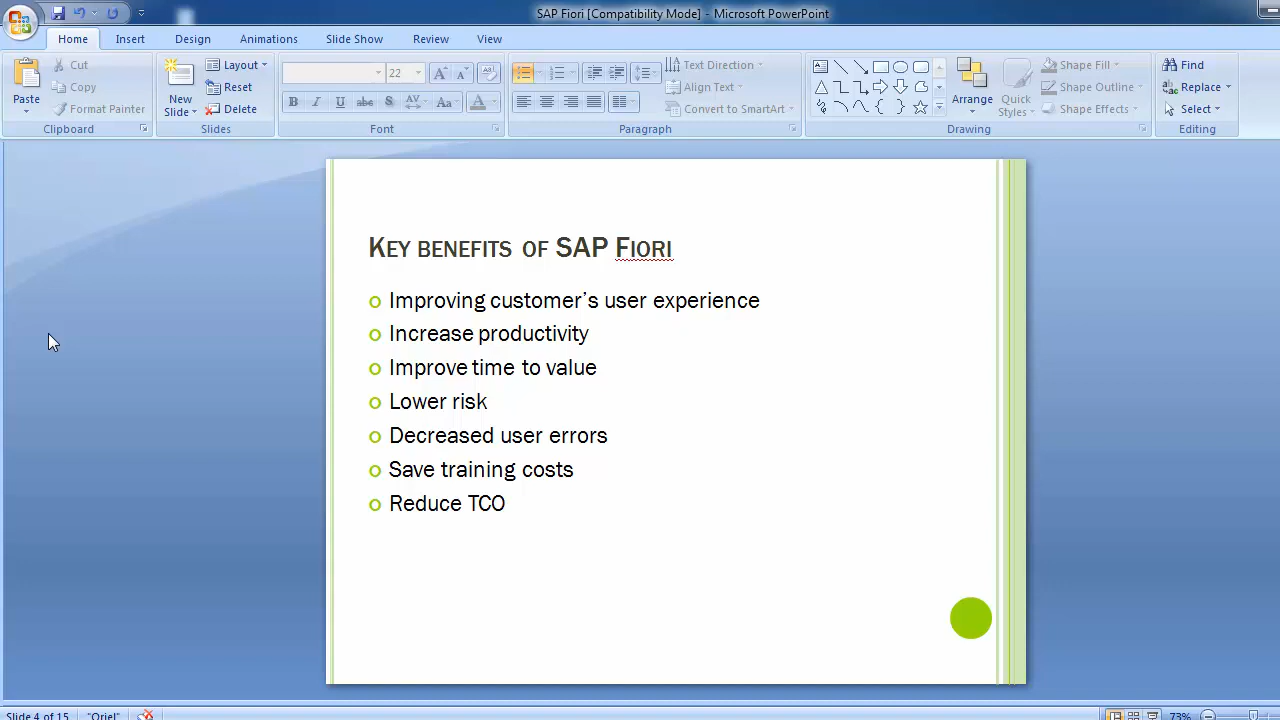 SAP Fiori [Compatibility Mode] - Microsoft PowerPoint
Home Insert Design Animations Slide Show Review View
Paste
Cut
Copy
Format Painter
Clipboard
New Slide
Layout
Reset
Delete
Slides
22
B I U abc S AV Aa A
Font
Text Direction
Align Text
Convert to SmartArt
Paragraph
Arrange
Quick Styles
Shape Fill
Shape Outline
Shape Effects
Drawing
Find
Replace
Select
Editing
KEY BENEFITS OF SAP FIORI
Improving customer's user experience
Increase productivity
Improve time to value
Lower risk
Decreased user errors
Save training costs
Reduce TCO
Slide 4 of 15 "Oriel" 73%